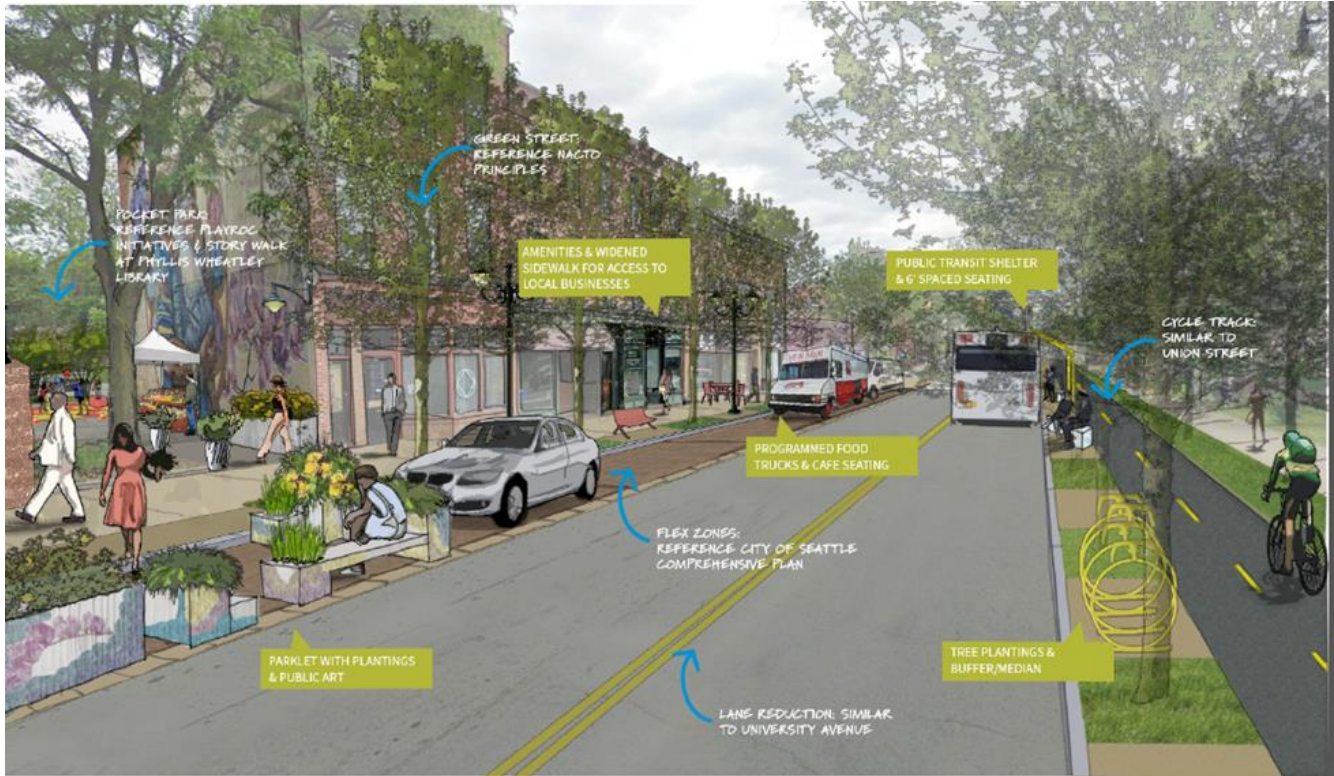 GREEN STREET:
REFERENCE NACTO
PRINCIPLES
POCKET PARK:
REFERENCE PLAYROC
INITIATIVES & STORY WALK
AT PHYLLIS WHEATLEY
LIBRARY
AMENITIES & WIDENED
SIDEWALK FOR ACCESS TO
LOCAL BUSINESSES
PUBLIC TRANSIT SHELTER
& 6' SPACED SEATING
CYCLE TRACK:
SIMILAR TO
UNION STREET
PROGRAMMED FOOD
TRUCKS & CAFE SEATING
FLEX ZONES:
REFERENCE CITY OF SEATTLE
COMPREHENSIVE PLAN
PARKLET WITH PLANTINGS
& PUBLIC ART
TREE PLANTINGS &
BUFFER/MEDIAN
LANE REDUCTION: SIMILAR
TO UNIVERSITY AVENUE